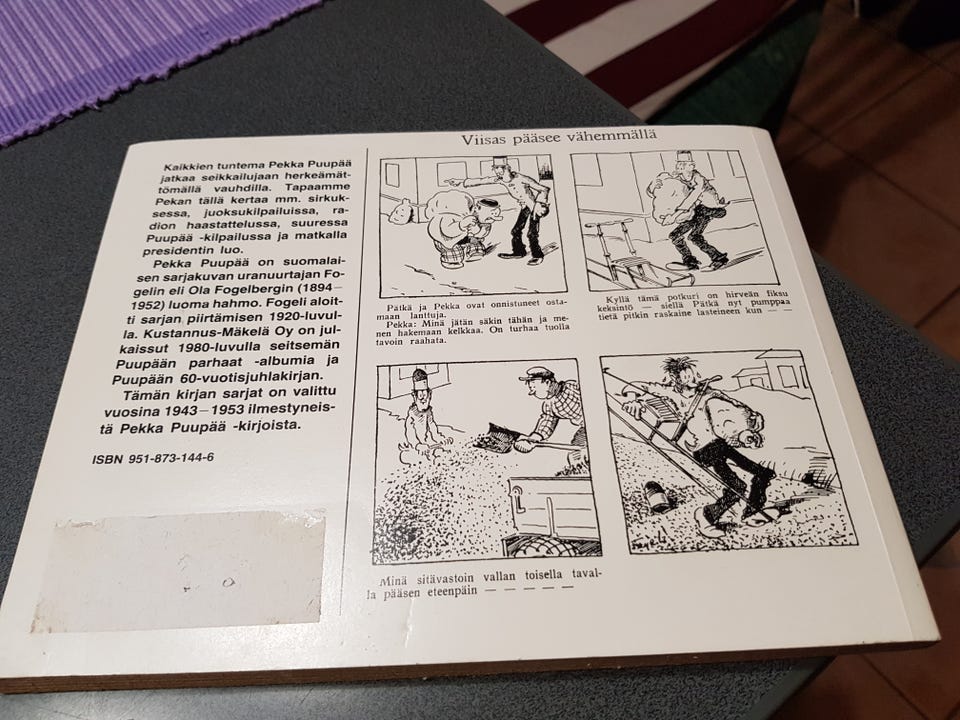 Kaikkien tuntema Pekka Puupää
jatkaa seikkailujaan herkeämät-
tömällä vauhdilla. Tapaamme
Pekan tällä kertaa mm. sirkuk-
sessa, juoksukilpailuissa, ra-
dion haastattelussa, suuressa
Puupää -kilpailussa ja matkalla
presidentin luo.
Pekka Puupää on suomalai-
sen sarjakuvan uranuurtajan Fo-
gelin eli Ola Fogelbergin (1894—
1952) luoma hahmo. Fogeli aloit-
ti sarjan piirtämisen 1920-luvul-
la. Kustannus-Mäkelä Oy on jul-
kaissut 1980-luvulla seitsemän
Puupään parhaat -albumia ja
Puupään 60-vuotisjuhlakirjan.
Tämän kirjan sarjat on valittu
vuosina 1943—1953 ilmestyneis-
tä Pekka Puupää -kirjoista.
ISBN 951-873-144-6
Viisas pääsee vähemmällä
Pätkä ja Pekka ovat onnistuneet osta-
maan lanttuja.
Pekka: Minä jätän säkin tähän ja me-
nen hakemaan kelkkaa. On turhaa tuolla
tavoin raahata.
Kyllä tämä potkuri on hirveän fiksu
keksintö — siellä Pätkä nyt pumppaa
tietä pitkin raskaine lasteineen kun — —
Minä sitävastoin vallan toisella taval-
la pääsen eteenpäin — — — — —
Fogeli